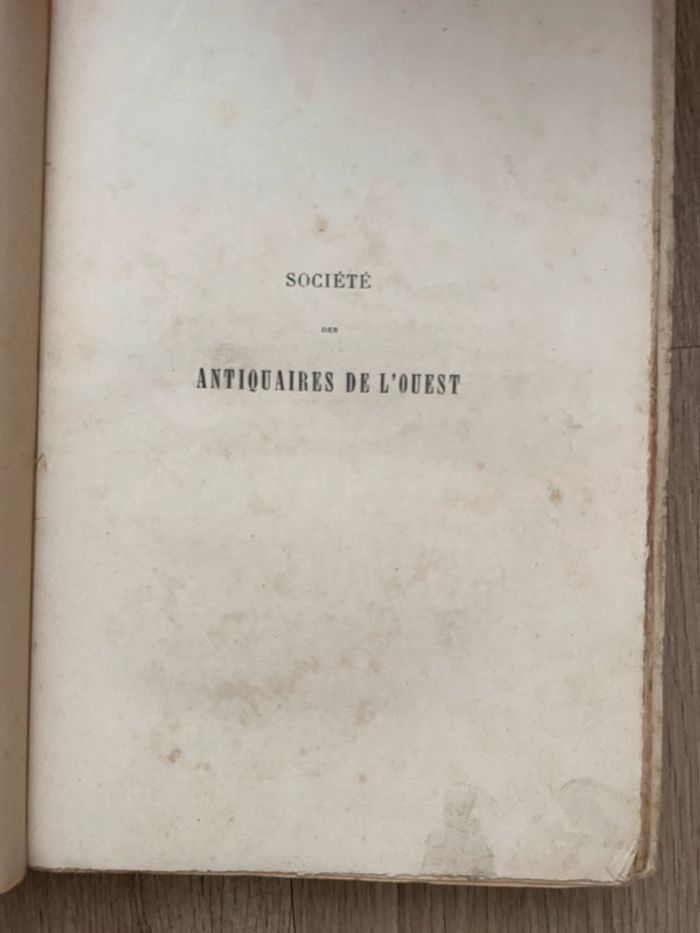 SOCIÉTÉ
DES
ANTIQUAIRES DE L'OUEST